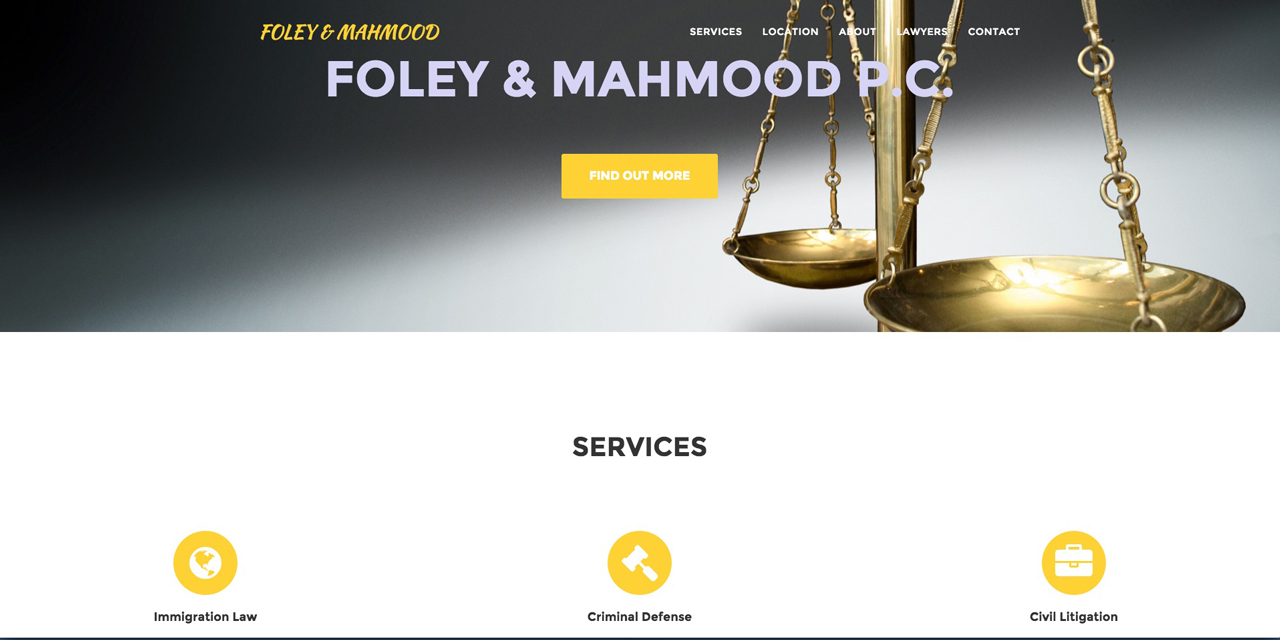 FOLEY & MAHMOOD
SERVICES LOCATION ABOUT LAWYERS CONTACT
FOLEY & MAHMOOD P.C.
FIND OUT MORE
SERVICES
Immigration Law
Criminal Defense
Civil Litigation